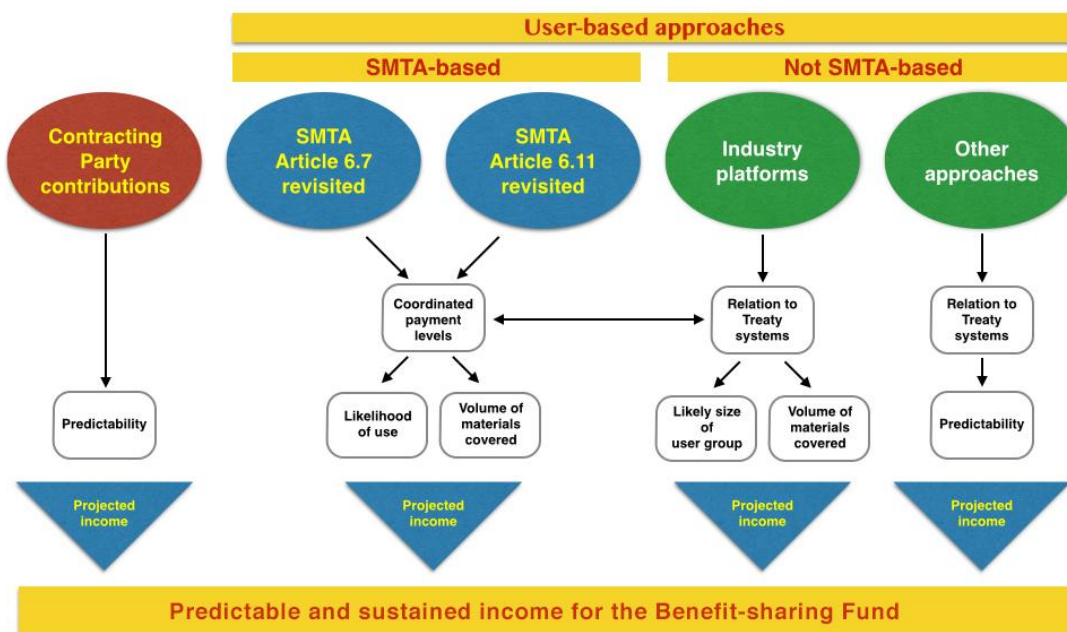 User-based approaches
SMTA-based
Not SMTA-based
Contracting
Party
contributions
SMTA
Article 6.7
revisited
SMTA
Article 6.11
revisited
Industry
platforms
Other
approaches
Coordinated
payment
levels
Relation to
Treaty
systems
Relation to
Treaty
systems
Predictability
Likelihood
of use
Volume of
materials
covered
Likely size
of
user group
Volume of
materials
covered
Predictability
Projected
income
Projected
income
Projected
income
Projected
income
Predictable and sustained income for the Benefit-sharing Fund